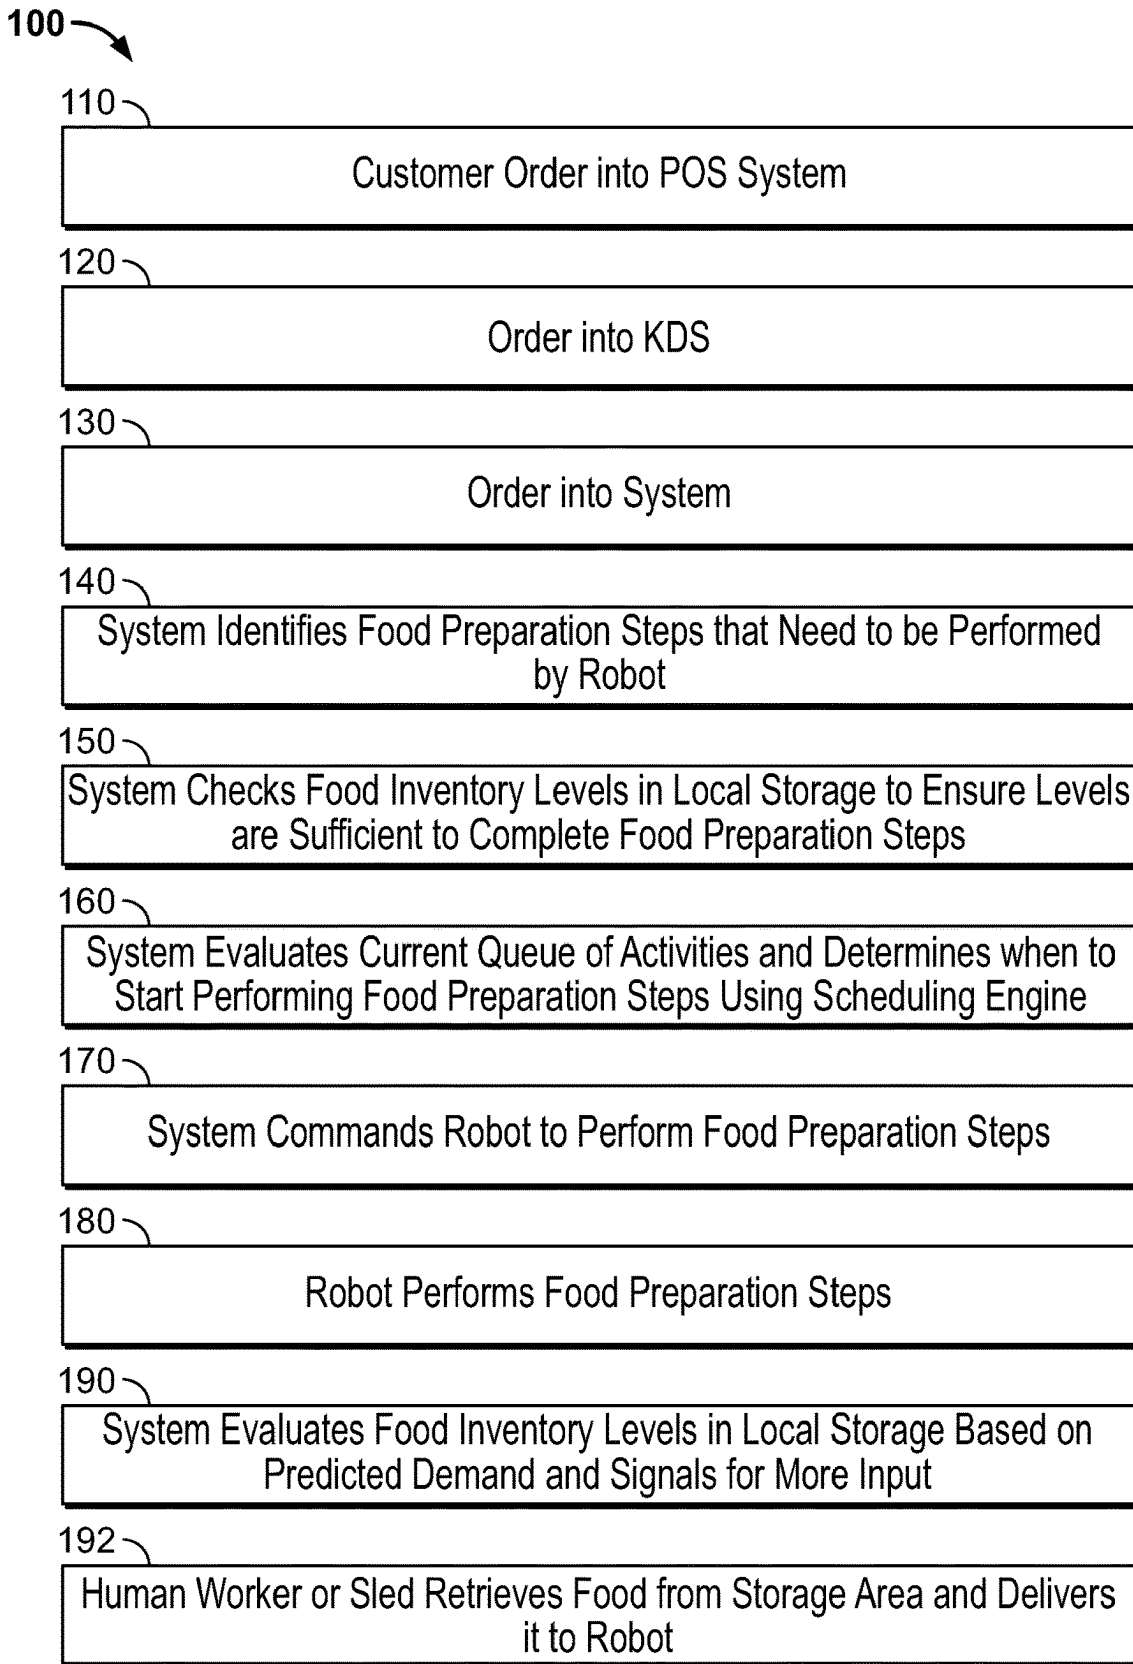 100
110
Customer Order into POS System
120
Order into KDS
130
Order into System
140
System Identifies Food Preparation Steps that Need to be Performed
by Robot
150
System Checks Food Inventory Levels in Local Storage to Ensure Levels
are Sufficient to Complete Food Preparation Steps
160
System Evaluates Current Queue of Activities and Determines when to
Start Performing Food Preparation Steps Using Scheduling Engine
170
System Commands Robot to Perform Food Preparation Steps
180
Robot Performs Food Preparation Steps
190
System Evaluates Food Inventory Levels in Local Storage Based on
Predicted Demand and Signals for More Input
192
Human Worker or Sled Retrieves Food from Storage Area and Delivers
it to Robot